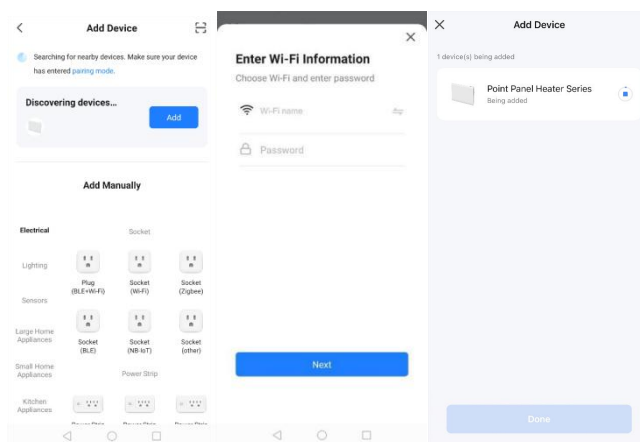 Add Device
Searching for nearby devices. Make sure your device
has entered pairing mode.
Discovering devices...
Add
Add Manually
Electrical
Socket
Lighting
Plug
(BLE+Wi-Fi)
Socket
(Wi-Fi)
Socket
(Zigbee)
Sensors
Large Home
Appliances
Socket
(BLE)
Socket
(NB-IoT)
Socket
(other)
Small Home
Appliances
Power Strip
Kitchen
Appliances
Enter Wi-Fi Information
Choose Wi-Fi and enter password
Wi-Fi name
Password
Next
Add Device
1 device(s) being added
Point Panel Heater Series
Being added
Done